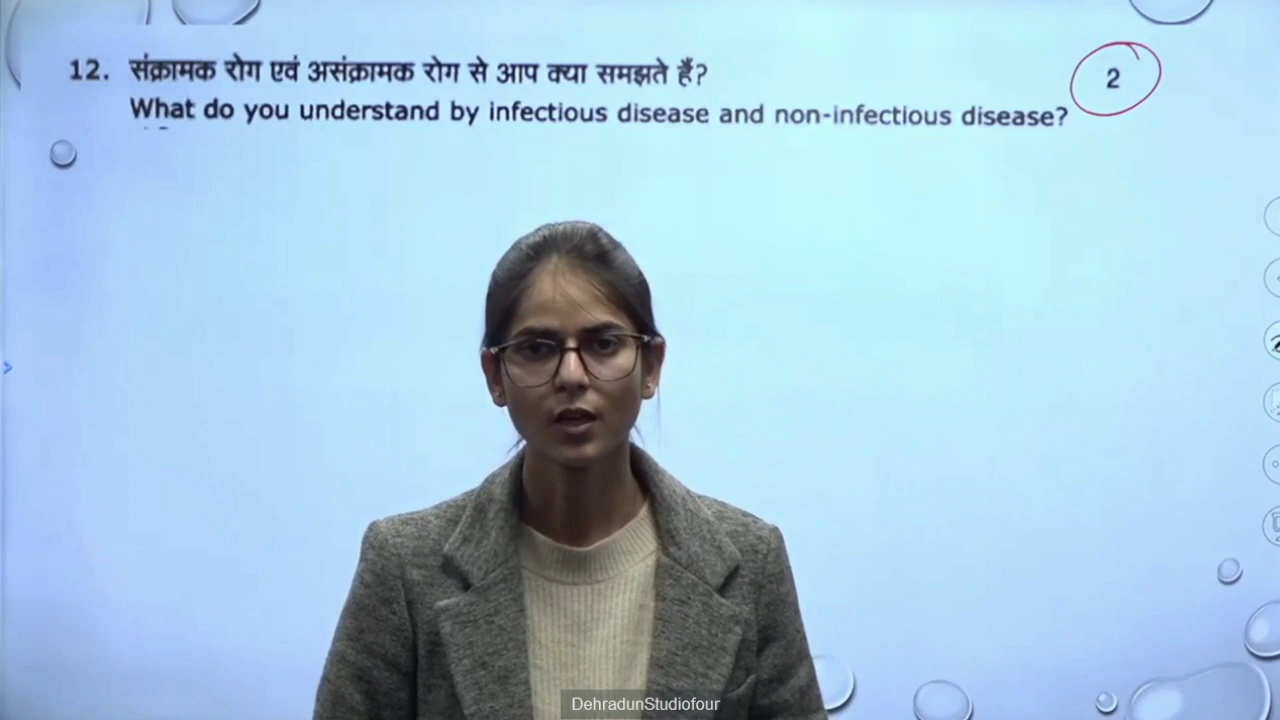 12. संक्रामक रोग एवं असंक्रामक रोग से आप क्या समझते हैं?
2
What do you understand by infectious disease and non-infectious disease?
DehradunStudiofour